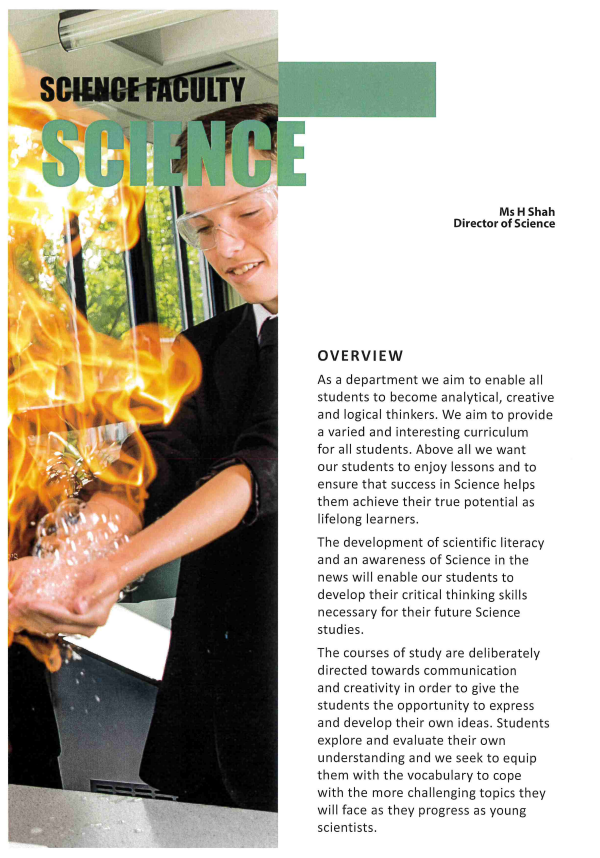 SCIENCE FACULTY
SCIENCE
Ms H Shah
Director of Science
OVERVIEW
As a department we aim to enable all
students to become analytical, creative
and logical thinkers. We aim to provide
a varied and interesting curriculum
for all students. Above all we want
our students to enjoy lessons and to
ensure that success in Science helps
them achieve their true potential as
lifelong learners.
The development of scientific literacy
and an awareness of Science in the
news will enable our students to
develop their critical thinking skills
necessary for their future Science
studies.
The courses of study are deliberately
directed towards communication
and creativity in order to give the
students the opportunity to express
and develop their own ideas. Students
explore and evaluate their own
understanding and we seek to equip
them with the vocabulary to cope
with the more challenging topics they
will face as they progress as young
scientists.